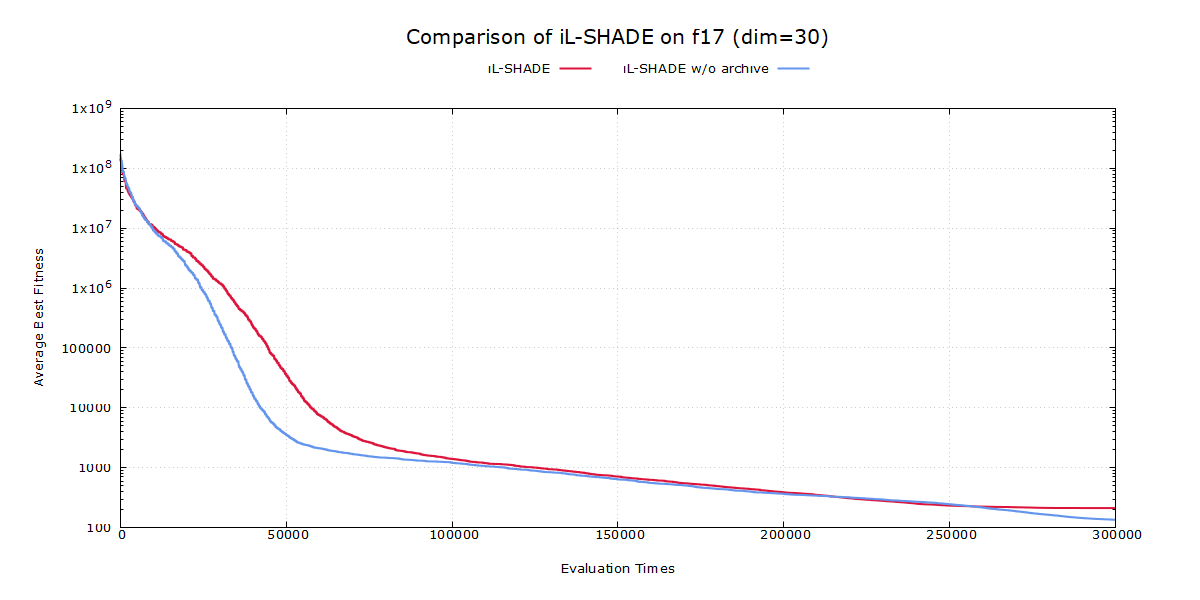 Comparison of iL-SHADE on f17 (dim=30)
iL-SHADE
iL-SHADE w/o archive
1x10^9
1x10^8
1x10^7
1x10^6
100000
10000
1000
100
Average Best Fitness
0 50000 100000 150000 200000 250000 300000
Evaluation Times